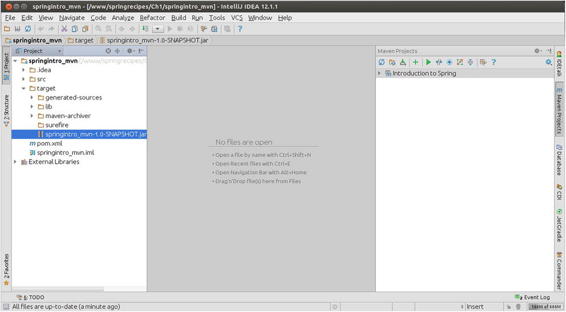 springintro_mvn - [/www/springrecipes/Ch1/springintro_mvn] - IntelliJ IDEA 12.1.1
File Edit View Navigate Code Analyze Refactor Build Run Tools VCS Window Help
springintro_mvn target springintro_mvn-1.0-SNAPSHOT.jar
Project
Maven Projects
springintro_mvn
.idea
src
target
generated-sources
lib
maven-archiver
surefire
springintro_mvn-1.0-SNAPSHOT.jar
pom.xml
springintro_mvn.iml
External Libraries
No files are open
• Open a file by name with Ctrl+Shift+N
• Open Recent files with Ctrl+E
• Open Navigation Bar with Alt+Home
• Drag'n'Drop file(s) here from Files
Introduction to Spring
1: Project
7: Structure
2: Favorites
Maven Projects
Database
CDI
JetGradle
Commander
6: TODO
Event Log
All files are up-to-date (a minute ago)
Insert